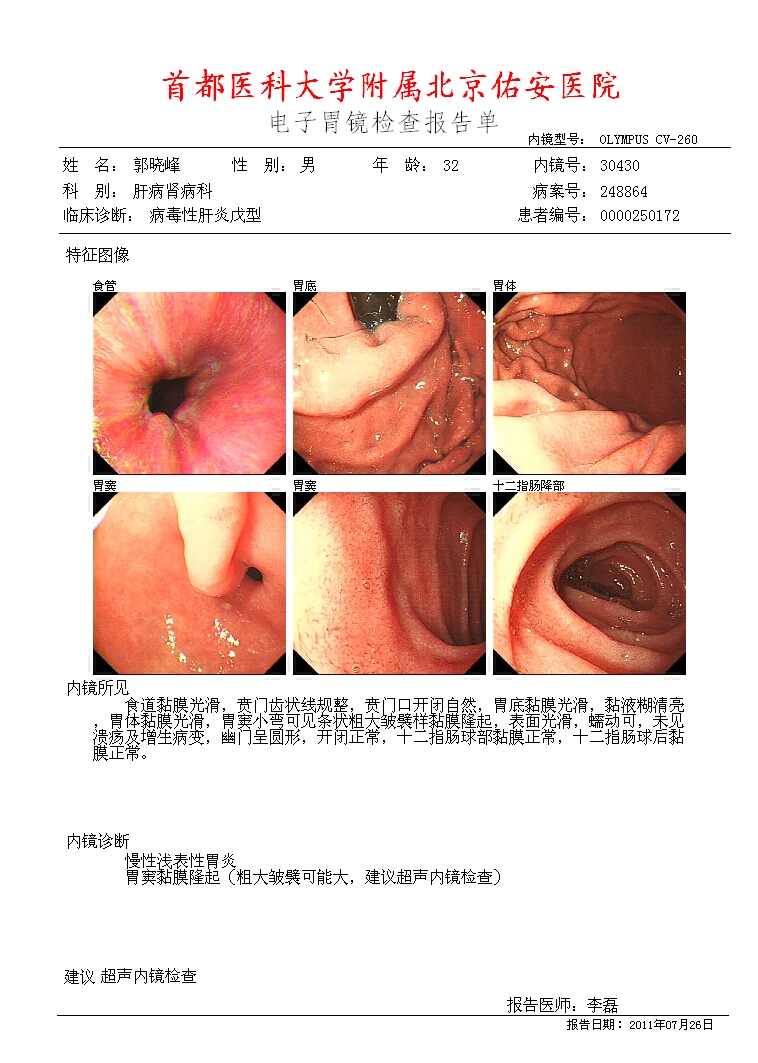 首都医科大学附属北京佑安医院
电子胃镜检查报告单
内镜型号: OLYMPUS CV-260
姓 名: 郭晓峰 性 别: 男 年 龄: 32 内镜号: 30430
科 别: 肝病肾病科 病案号: 248864
临床诊断: 病毒性肝炎戊型 患者编号: 0000250172
特征图像
食管 胃底 胃体
胃窦 胃窦 十二指肠降部
内镜所见
食道黏膜光滑，贲门齿状线规整，贲门口开闭自然，胃底黏膜光滑，黏液糊清亮
，胃体黏膜光滑，胃窦小弯可见条状粗大皱襞样黏膜隆起，表面光滑，蠕动可，未见
溃疡及增生病变，幽门呈圆形，开闭正常，十二指肠球部黏膜正常，十二指肠球后黏
膜正常。
内镜诊断
慢性浅表性胃炎
胃窦黏膜隆起（粗大皱襞可能大，建议超声内镜检查）
建议 超声内镜检查
报告医师: 李磊
报告日期: 2011年07月26日